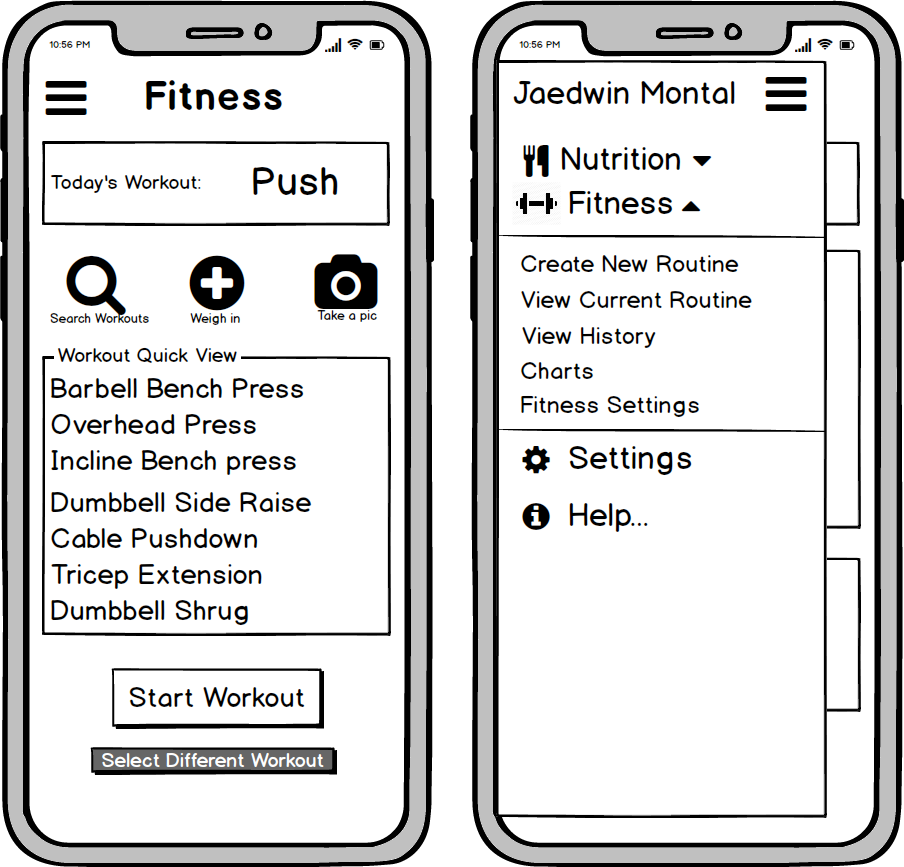 10:56 PM
Fitness
Today's Workout: Push
Search Workouts
Weigh in
Take a pic
Workout Quick View
Barbell Bench Press
Overhead Press
Incline Bench press
Dumbbell Side Raise
Cable Pushdown
Tricep Extension
Dumbbell Shrug
Start Workout
Select Different Workout
10:56 PM
Jaedwin Montal
Nutrition
Fitness
Create New Routine
View Current Routine
View History
Charts
Fitness Settings
Settings
Help...